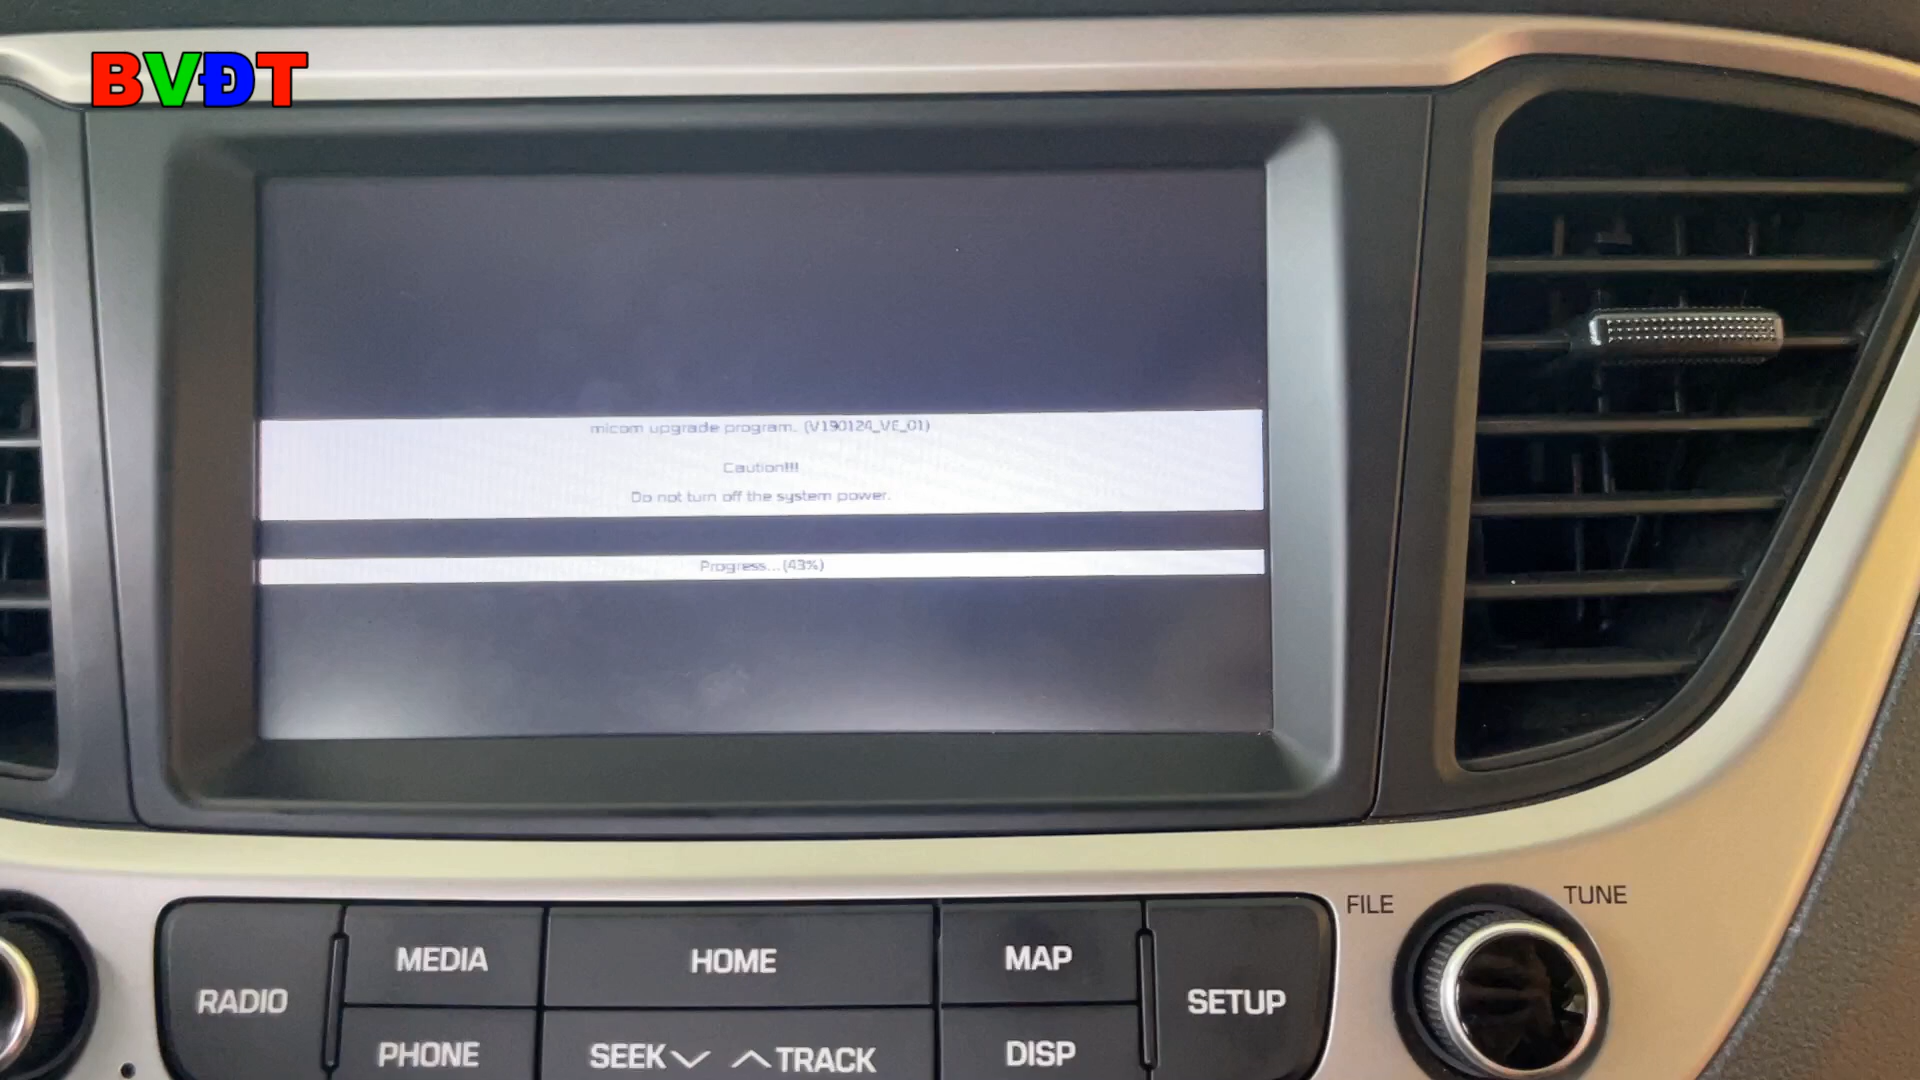 BVĐT
micom upgrade program. (V190124_VE_01)
Caution!!!
Do not turn off the system power.
Progress...(43%)
FILE
TUNE
RADIO
MEDIA
HOME
MAP
SETUP
PHONE
SEEK
TRACK
DISP